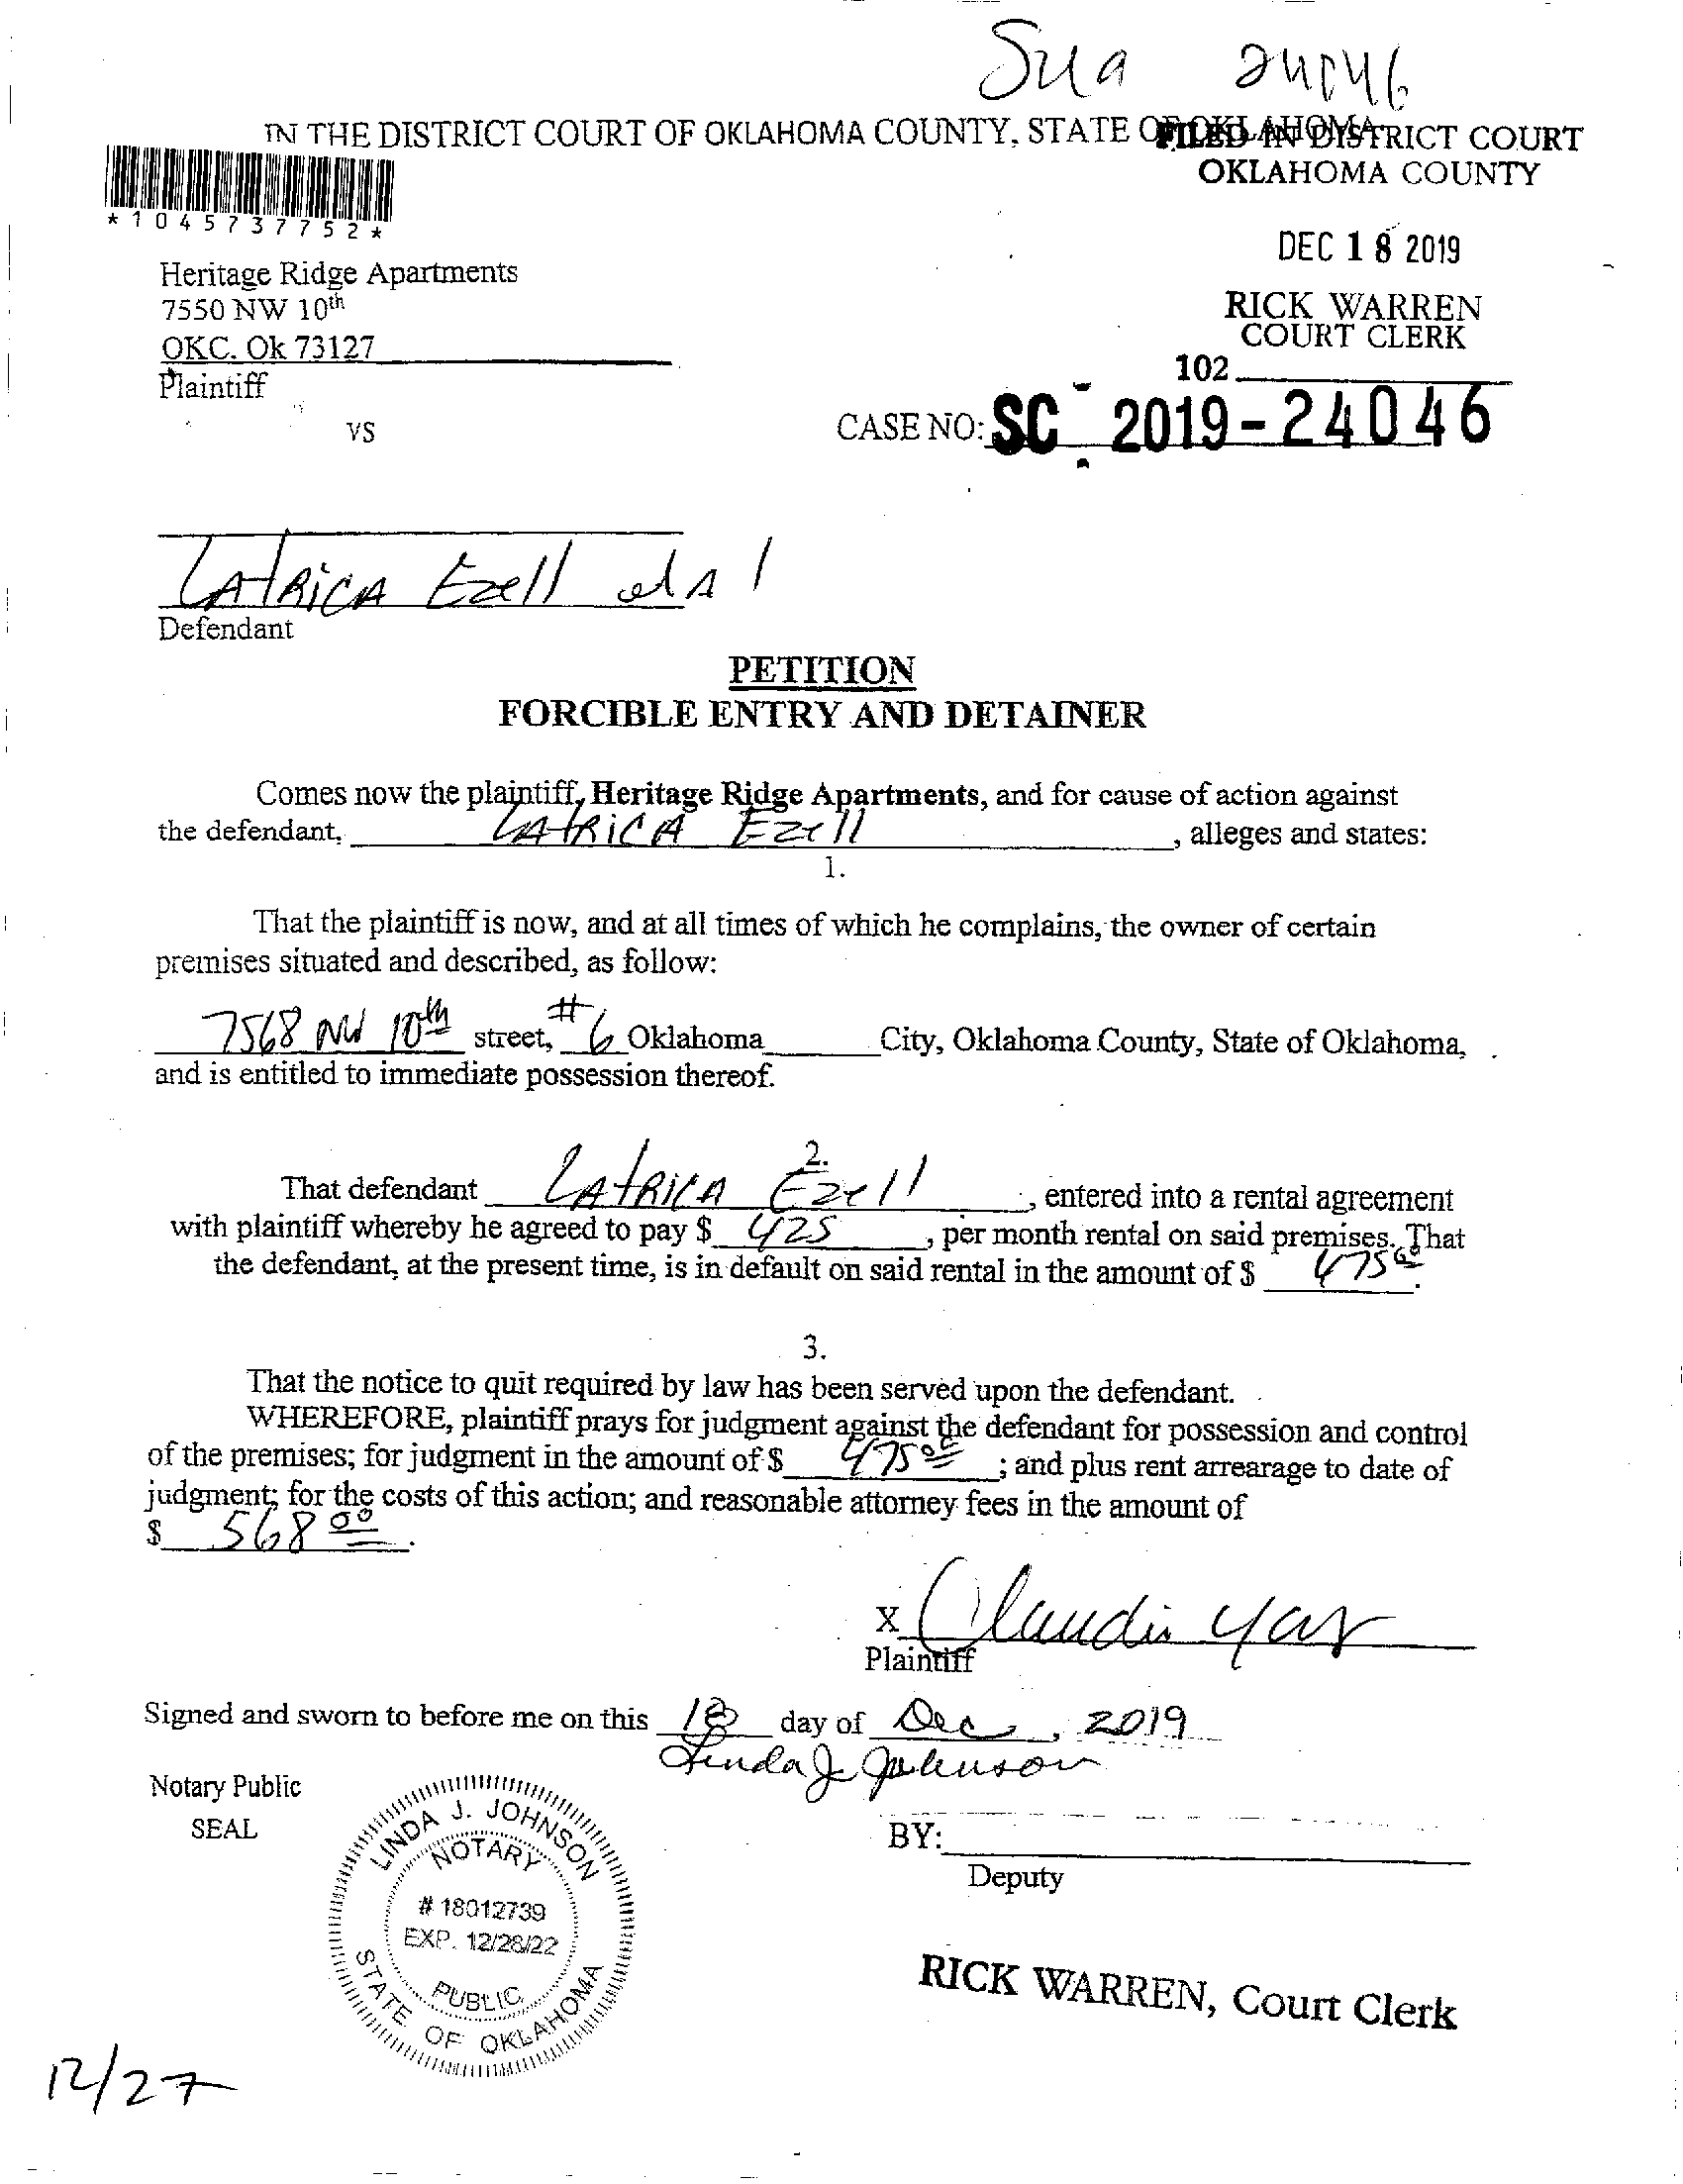 Sua 24046
IN THE DISTRICT COURT OF OKLAHOMA COUNTY, STATE OF OKLAHOMA
FILED IN DISTRICT COURT
OKLAHOMA COUNTY
*1045737752*
DEC 18 2019
Heritage Ridge Apartments
7550 NW 10th
OKC. Ok 73127
Plaintiff
RICK WARREN
COURT CLERK
102
VS
CASE NO: SC 2019-24046
LATRICA Ezell et al
Defendant
PETITION
FORCIBLE ENTRY AND DETAINER
Comes now the plaintiff, Heritage Ridge Apartments, and for cause of action against
the defendant, LATRICA Ezell, alleges and states:
1.
That the plaintiff is now, and at all times of which he complains, the owner of certain
premises situated and described, as follow:
7568 NW 10th street, #6 Oklahoma City, Oklahoma County, State of Oklahoma,
and is entitled to immediate possession thereof.
2.
That defendant LATRICA Ezell, entered into a rental agreement
with plaintiff whereby he agreed to pay $ 425, per month rental on said premises. That
the defendant, at the present time, is in default on said rental in the amount of $ 475 00.
3.
That the notice to quit required by law has been served upon the defendant.
WHEREFORE, plaintiff prays for judgment against the defendant for possession and control
of the premises; for judgment in the amount of $ 475 00; and plus rent arrearage to date of
judgment; for the costs of this action; and reasonable attorney fees in the amount of
$ 568 00.
X Claudia
Plaintiff
Signed and sworn to before me on this 18 day of Dec, 2019
Linda J Johnson
Notary Public
SEAL
LINDA J. JOHNSON
NOTARY
# 18012739
EXP. 12/28/22
PUBLIC
STATE OF OKLAHOMA
BY:
Deputy
RICK WARREN, Court Clerk
12/27